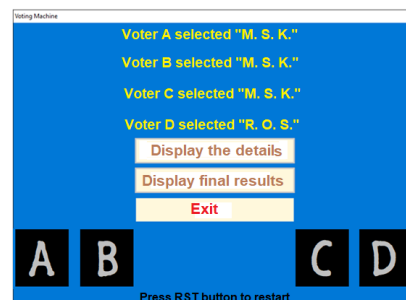 Voting Machine
Voter A selected "M. S. K."
Voter B selected "M. S. K."
Voter C selected "M. S. K."
Voter D selected "R. O. S."
Display the details
Display final results
Exit
A B C D
Press RST button to restart